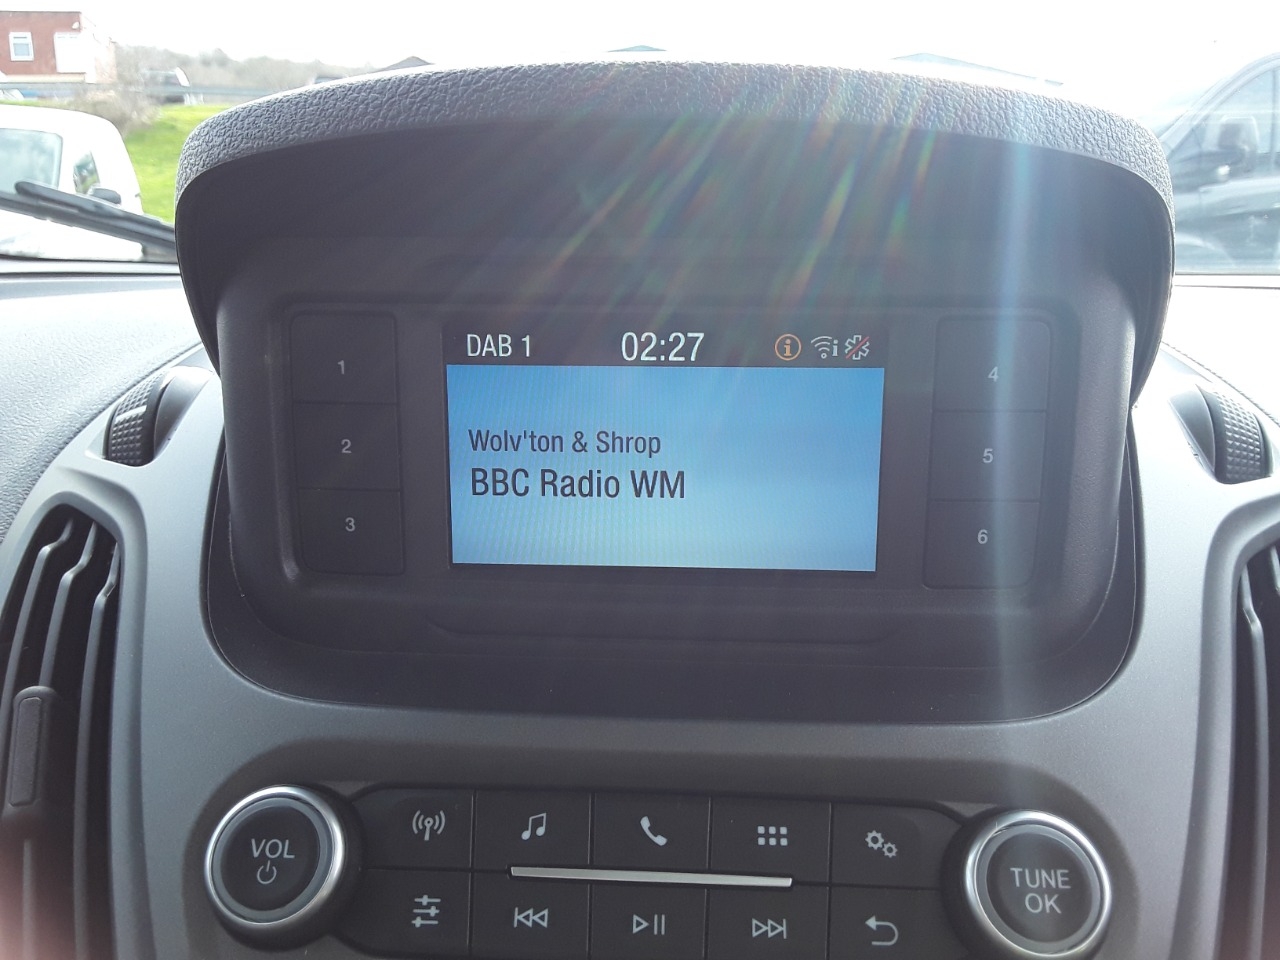 DAB 1 02:27 i i
1
2
3
4
5
6
Wolv'ton & Shrop
BBC Radio WM
VOL
TUNE
OK